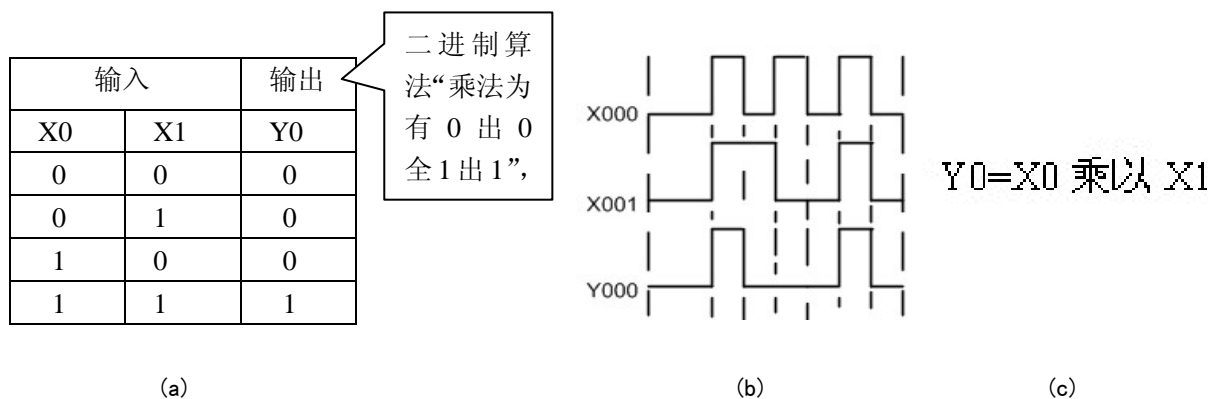 输入 输出
X0 X1 Y0
0 0 0
0 1 0
1 0 0
1 1 1
二进制算
法“乘法为
有 0 出 0
全1出1”,
(a)
X000
X001
Y000
(b)
Y0=X0 乘以 X1
(c)